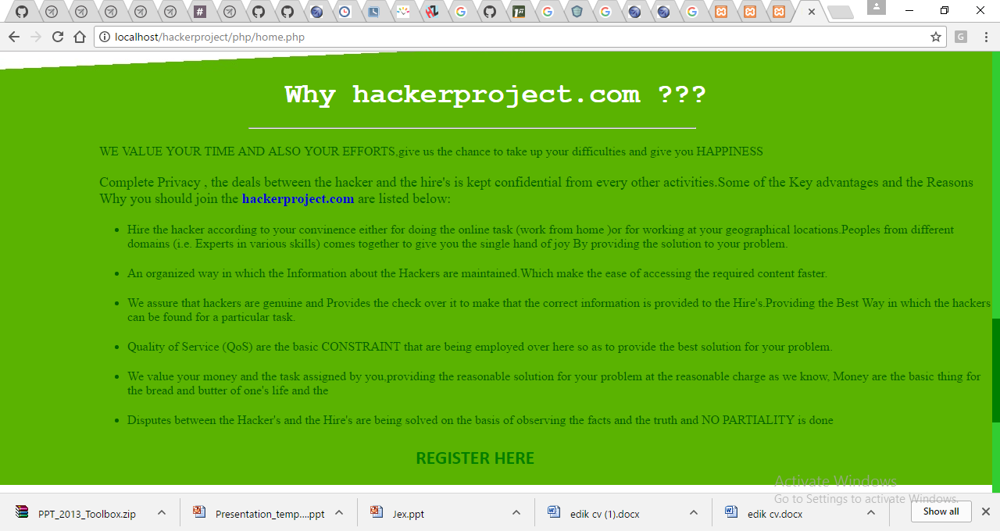 localhost/hackerproject/php/home.php
G
Why hackerproject.com ???
WE VALUE YOUR TIME AND ALSO YOUR EFFORTS,give us the chance to take up your difficulties and give you HAPPINESS
Complete Privacy , the deals between the hacker and the hire's is kept confidential from every other activities.Some of the Key advantages and the Reasons
Why you should join the hackerproject.com are listed below:
• Hire the hacker according to your convinence either for doing the online task (work from home )or for working at your geographical locations.Peoples from different
domains (i.e. Experts in various skills) comes together to give you the single hand of joy By providing the solution to your problem.
• An organized way in which the Information about the Hackers are maintained.Which make the ease of accessing the required content faster.
• We assure that hackers are genuine and Provides the check over it to make that the correct information is provided to the Hire's.Providing the Best Way in which the hackers
can be found for a particular task.
• Quality of Service (QoS) are the basic CONSTRAINT that are being employed over here so as to provide the best solution for your problem.
• We value your money and the task assigned by you,providing the reasonable solution for your problem at the reasonable charge as we know, Money are the basic thing for
the bread and butter of one's life and the
• Disputes between the Hacker's and the Hire's are being solved on the basis of observing the facts and the truth and NO PARTIALITY is done
REGISTER HERE
Activate Windows
Go to Settings to activate Windows.
PPT_2013_Toolbox.zip
Presentation_temp....ppt
Jex.ppt
edik cv (1).docx
edik cv.docx
Show all